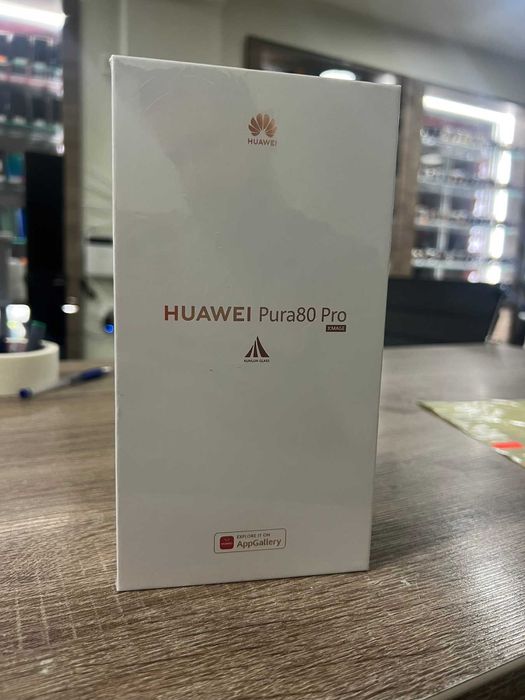 HUAWEI
HUAWEI Pura80 Pro
XMAGE
KUNLUN GLASS
EXPLORE IT ON
AppGallery